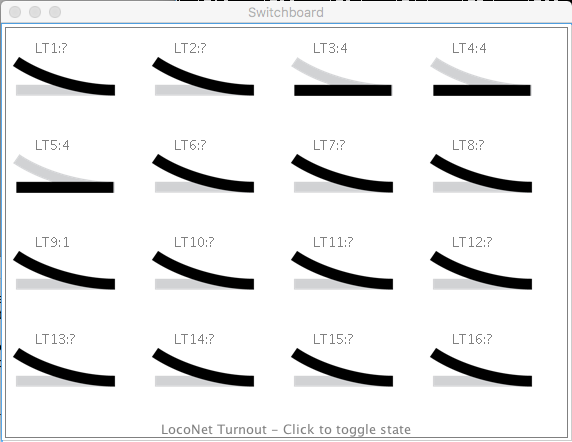 Switchboard
LT1:? LT2:? LT3:4 LT4:4
LT5:4 LT6:? LT7:? LT8:?
LT9:1 LT10:? LT11:? LT12:?
LT13:? LT14:? LT15:? LT16:?
LocoNet Turnout - Click to toggle state